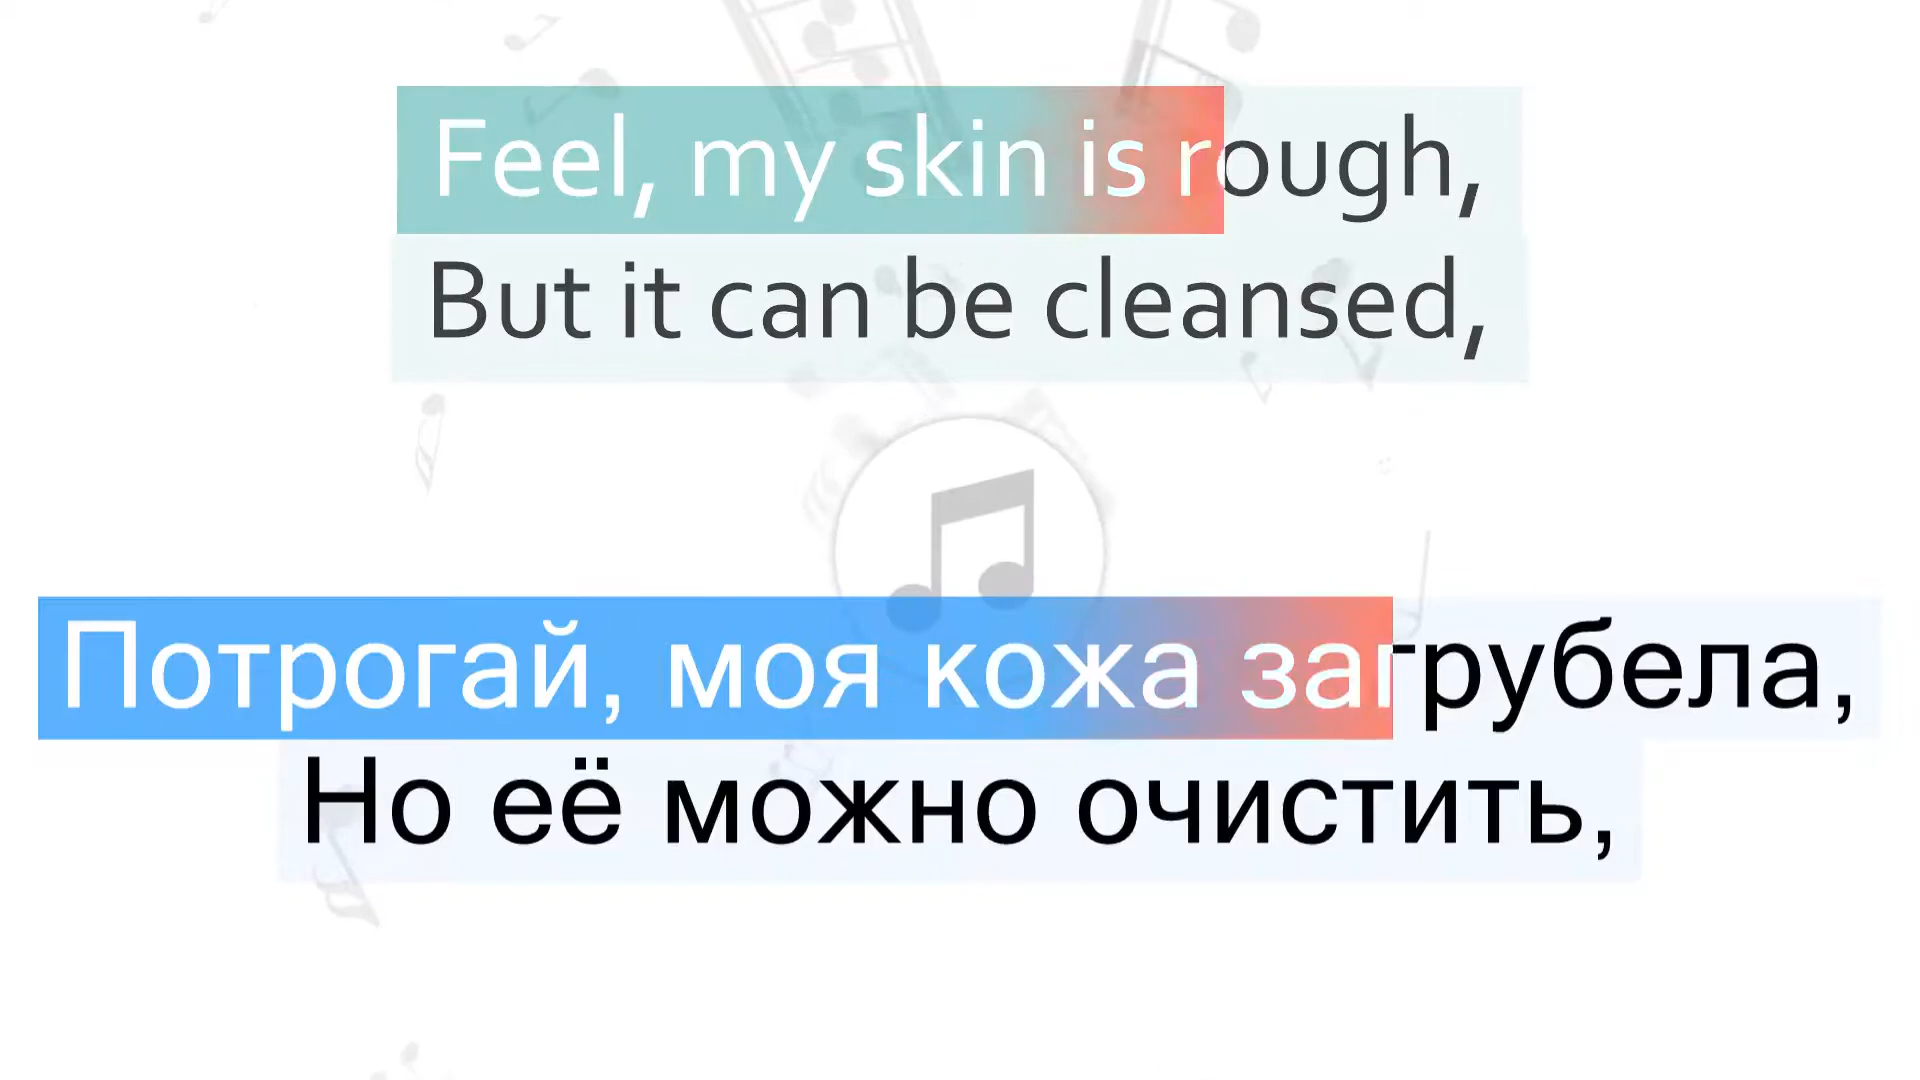 Feel, my skin is rough,
But it can be cleansed,
Потрогай, моя кожа загрубела,
Но её можно очистить,